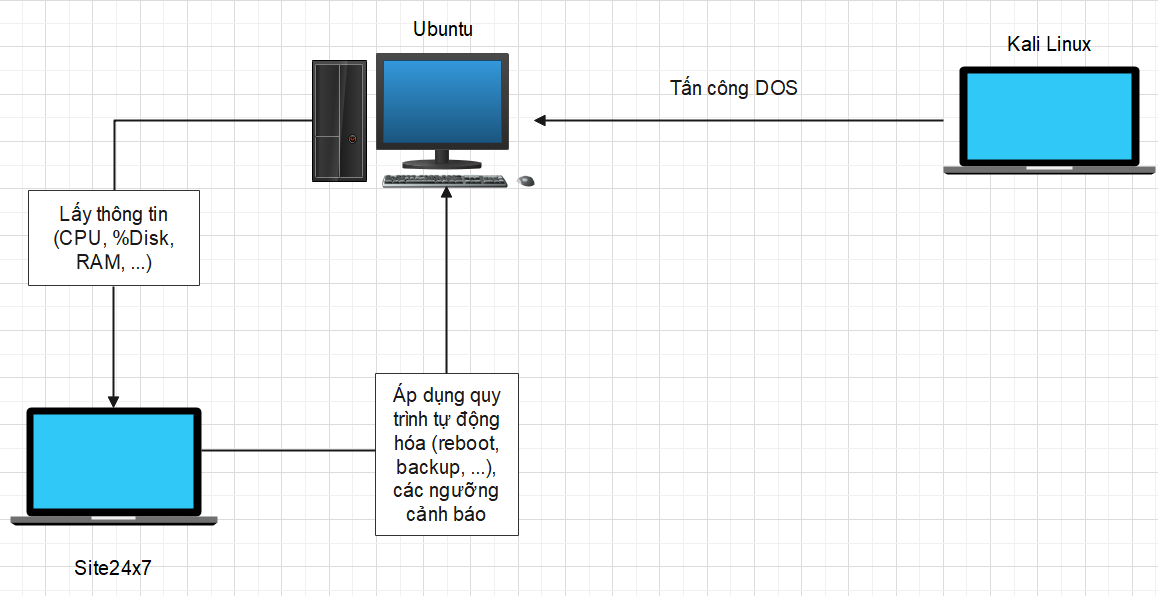 Ubuntu
Kali Linux
Tấn công DOS
Lấy thông tin
(CPU, %Disk,
RAM, ...)
Áp dụng quy
trình tự động
hóa (reboot,
backup, ...),
các ngưỡng
cảnh báo
Site24x7